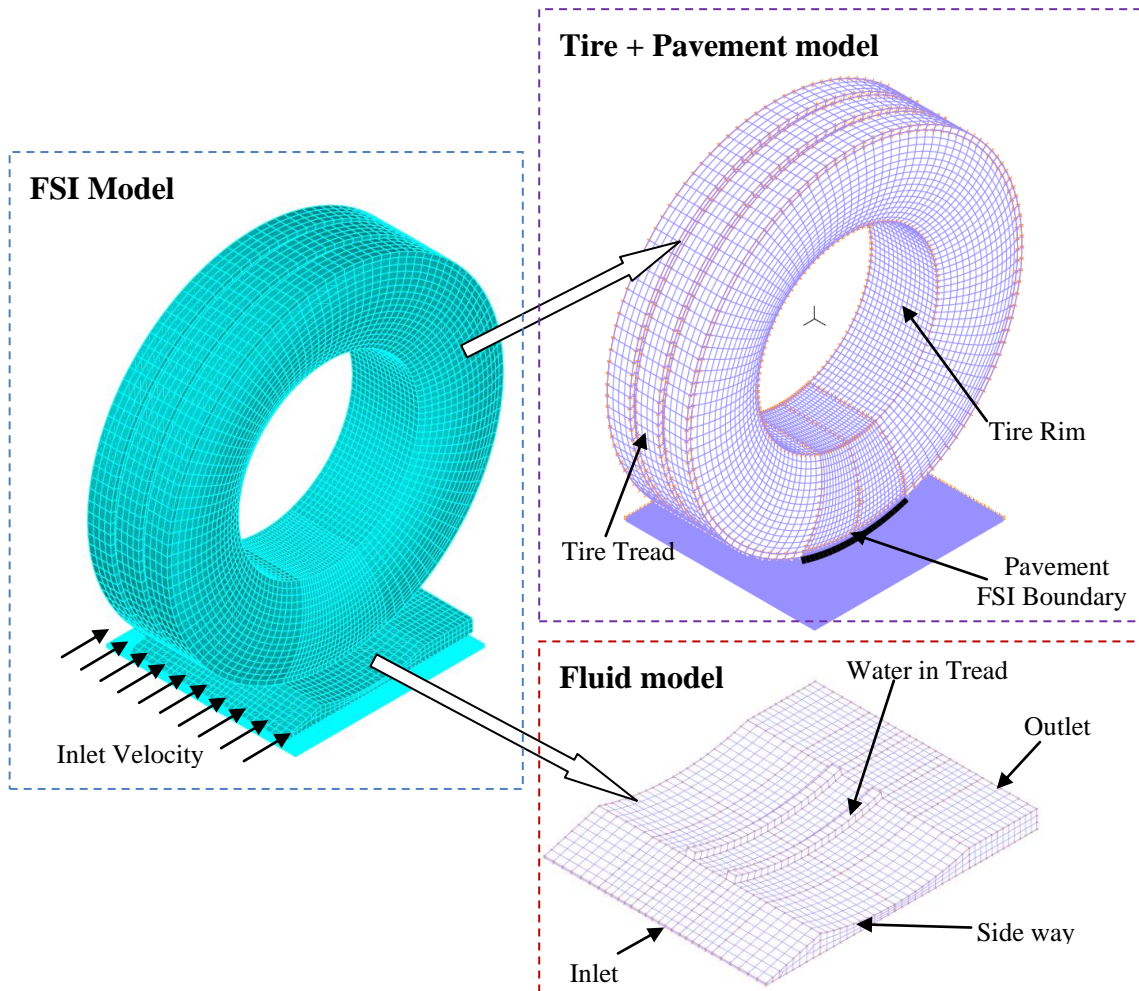 FSI Model
Inlet Velocity
Tire + Pavement model
Tire Rim
Tire Tread
Pavement
FSI Boundary
Fluid model
Water in Tread
Outlet
Side way
Inlet